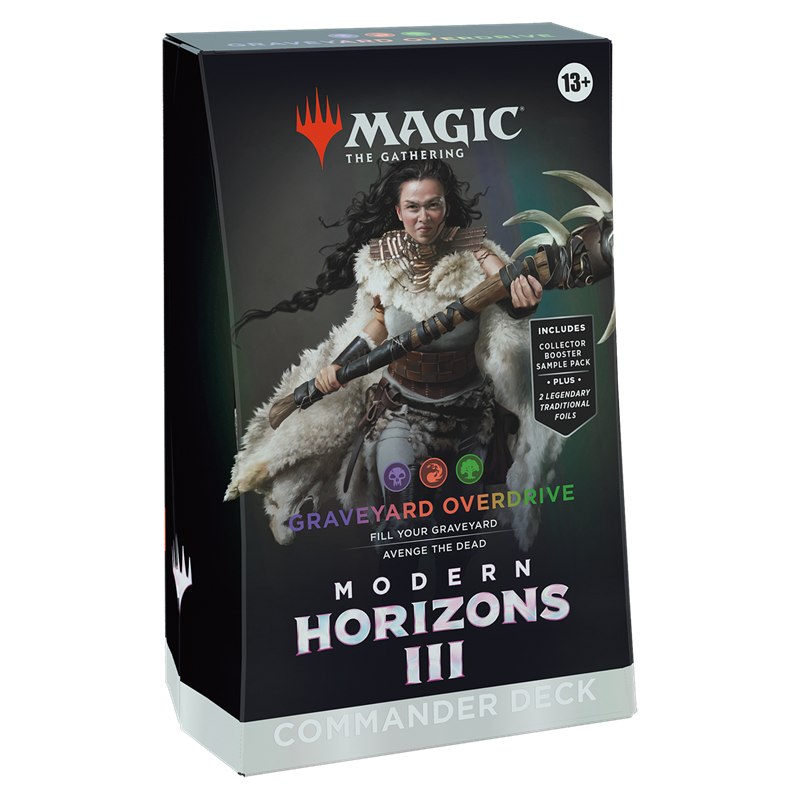 GRAVEYARD OVERDRIVE
13+
MAGIC
THE GATHERING
INCLUDES
COLLECTOR
BOOSTER
SAMPLE PACK
• PLUS •
2 LEGENDARY
TRADITIONAL
FOILS
GRAVEYARD OVERDRIVE
FILL YOUR GRAVEYARD
AVENGE THE DEAD
MODERN
HORIZONS
III
COMMANDER DECK